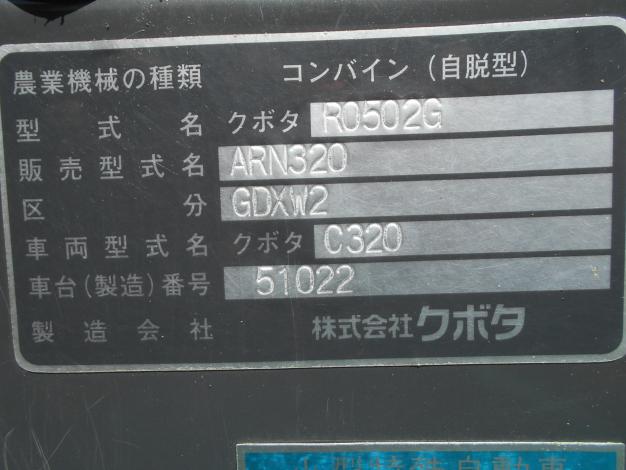 農業機械の種類 コンバイン(自脱型)
型式名 クボタ R0502G
販売型式名 ARN320
区分 GDXW2
車両型式名 クボタ C320
車台(製造)番号 51022
製造会社 株式会社クボタ